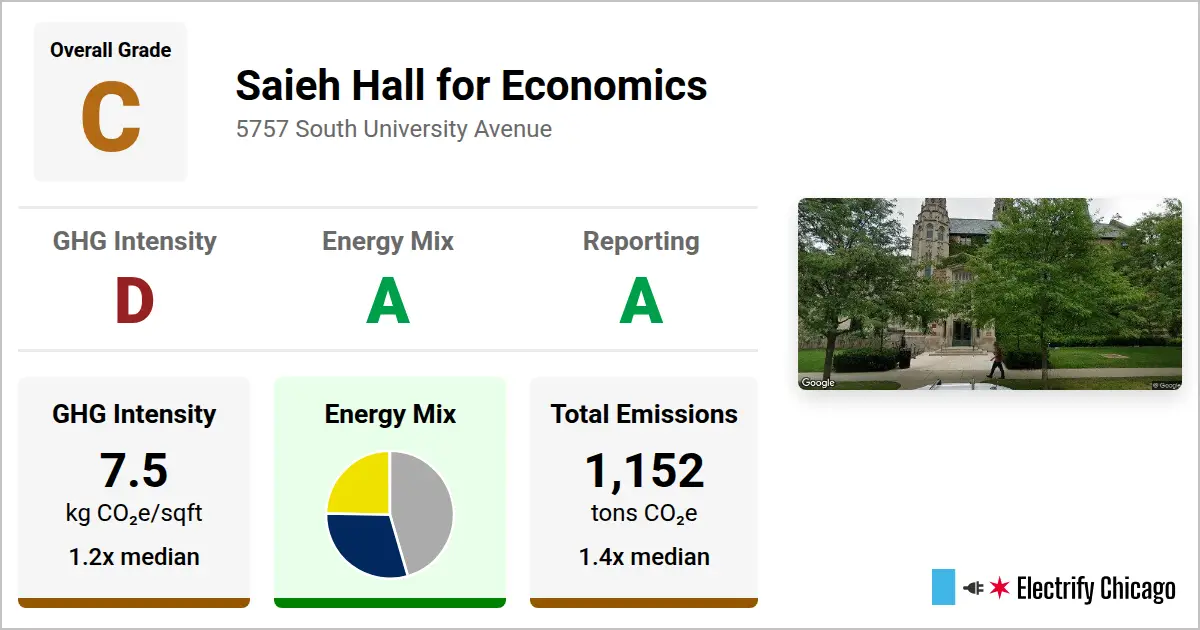 Overall Grade
C
Saieh Hall for Economics
5757 South University Avenue
GHG Intensity
D
Energy Mix
A
Reporting
A
GHG Intensity
7.5
kg CO₂e/sqft
1.2x median
Energy Mix
Total Emissions
1,152
tons CO₂e
1.4x median
Google
© Google
Electrify Chicago